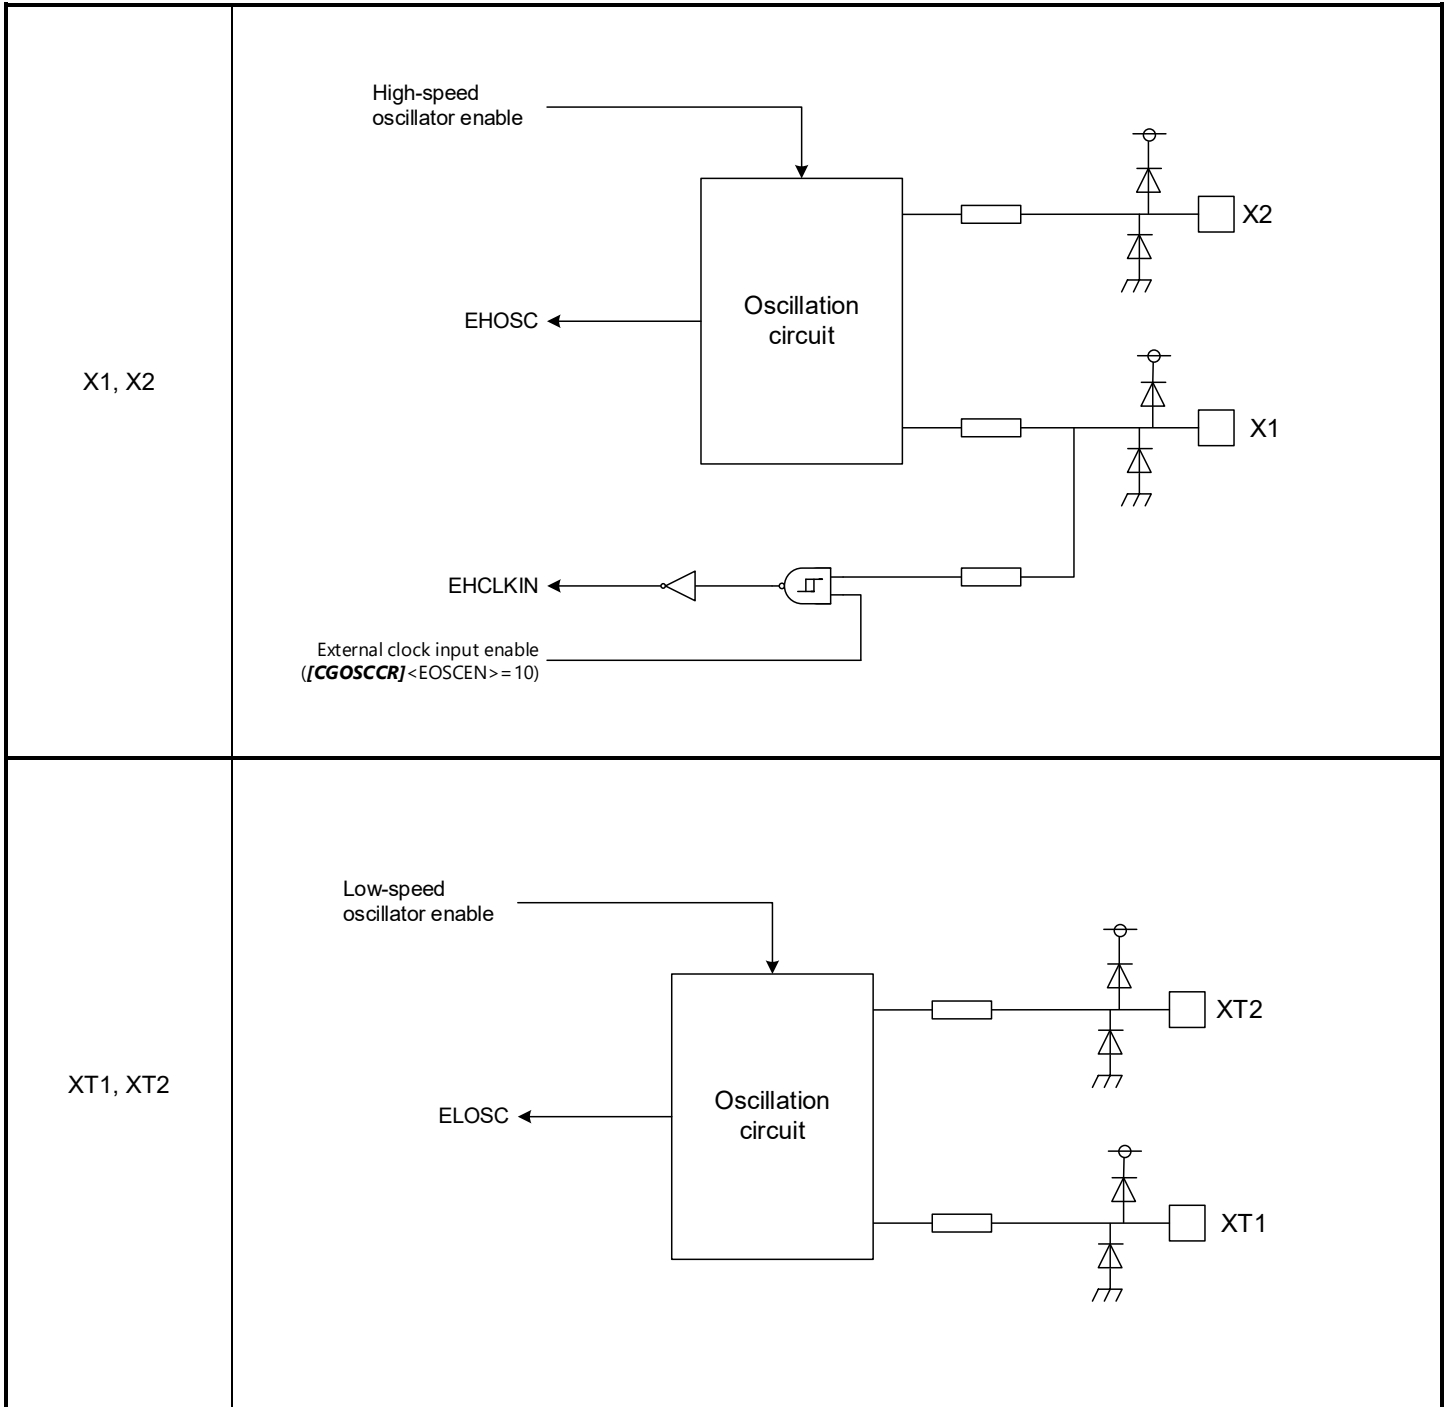 X1, X2
High-speed
oscillator enable
X2
Oscillation
circuit
EHOSC
X1
EHCLKIN
External clock input enable
([CGOSCCR]<EOSCEN>=10)
XT1, XT2
Low-speed
oscillator enable
XT2
Oscillation
circuit
ELOSC
XT1